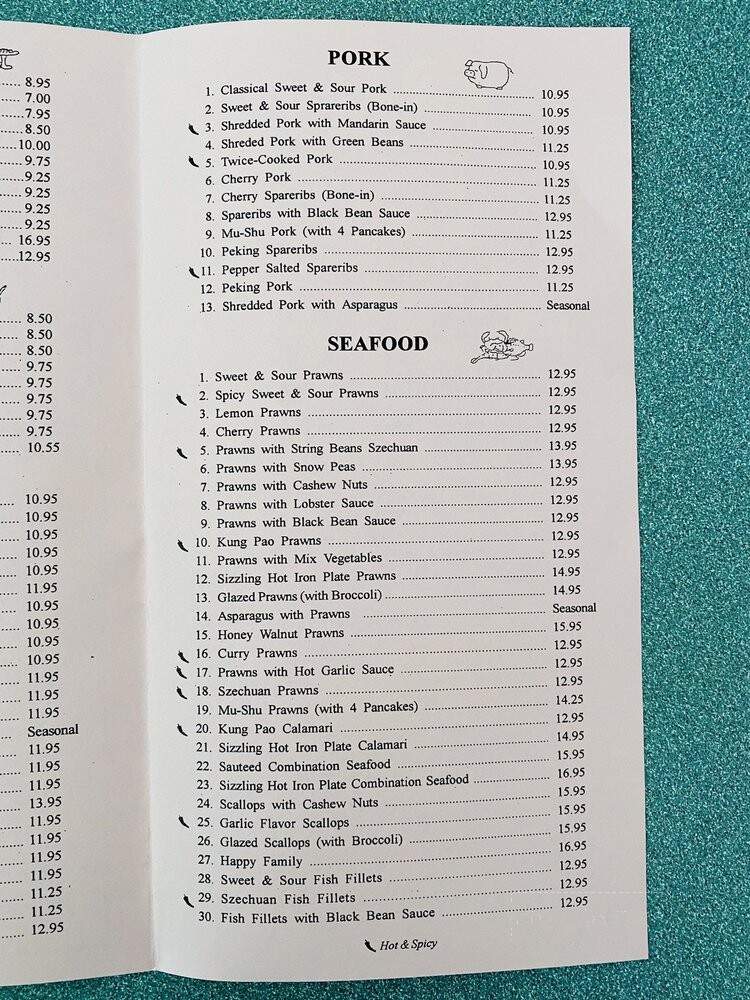 8.95
7.00
7.95
8.50
10.00
9.75
9.25
9.25
9.25
9.25
16.95
12.95
8.50
8.50
8.50
9.75
9.75
9.75
9.75
9.75
10.55
10.95
10.95
10.95
10.95
10.95
11.95
10.95
10.95
10.95
10.95
11.95
11.95
11.95
Seasonal
11.95
11.95
11.95
13.95
11.95
11.95
11.95
11.95
11.25
11.25
12.95
PORK
1. Classical Sweet & Sour Pork 10.95
2. Sweet & Sour Sprareribs (Bone-in) 10.95
3. Shredded Pork with Mandarin Sauce 10.95
4. Shreded Pork with Green Beans 11.25
5. Twice-Cooked Pork 10.95
6. Cherry Pork 11.25
7. Cherry Spareribs (Bone-in) 11.25
8. Spareribs with Black Bean Sauce 12.95
9. Mu-Shu Pork (with 4 Pancakes) 11.25
10. Peking Spareribs 12.95
11. Pepper Salted Spareribs 12.95
12. Peking Pork 11.25
13. Shredded Pork with Asparagus Seasonal
SEAFOOD
1. Sweet & Sour Prawns 12.95
2. Spicy Sweet & Sour Prawns 12.95
3. Lemon Prawns 12.95
4. Cherry Prawns 12.95
5. Prawns with String Beans Szechuan 13.95
6. Prawns with Snow Peas 13.95
7. Prawns with Cashew Nuts 12.95
8. Prawns with Lobster Sauce 12.95
9. Prawns with Black Bean Sauce 12.95
10. Kung Pao Prawns 12.95
11. Prawns with Mix Vegetables 12.95
12. Sizzling Hot Iron Plate Prawns 14.95
13. Glazed Prawns (with Broccoli) 14.95
14. Asparagus with Prawns Seasonal
15. Honey Walnut Prawns 15.95
16. Curry Prawns 12.95
17. Prawns with Hot Garlic Sauce 12.95
18. Szechuan Prawns 12.95
19. Mu-Shu Prawns (with 4 Pancakes) 14.25
20. Kung Pao Calamari 12.95
21. Sizzling Hot Iron Plate Calamari 14.95
22. Sauteed Combination Seafood 15.95
23. Sizzling Hot Iron Plate Combination Seafood 16.95
24. Scallops with Cashew Nuts 15.95
25. Garlic Flavor Scallops 15.95
26. Glazed Scallops (with Broccoli) 15.95
27. Happy Family 16.95
28. Sweet & Sour Fish Fillets 12.95
29. Szechuan Fish Fillets 12.95
30. Fish Fillets with Black Bean Sauce 12.95
Hot & Spicy